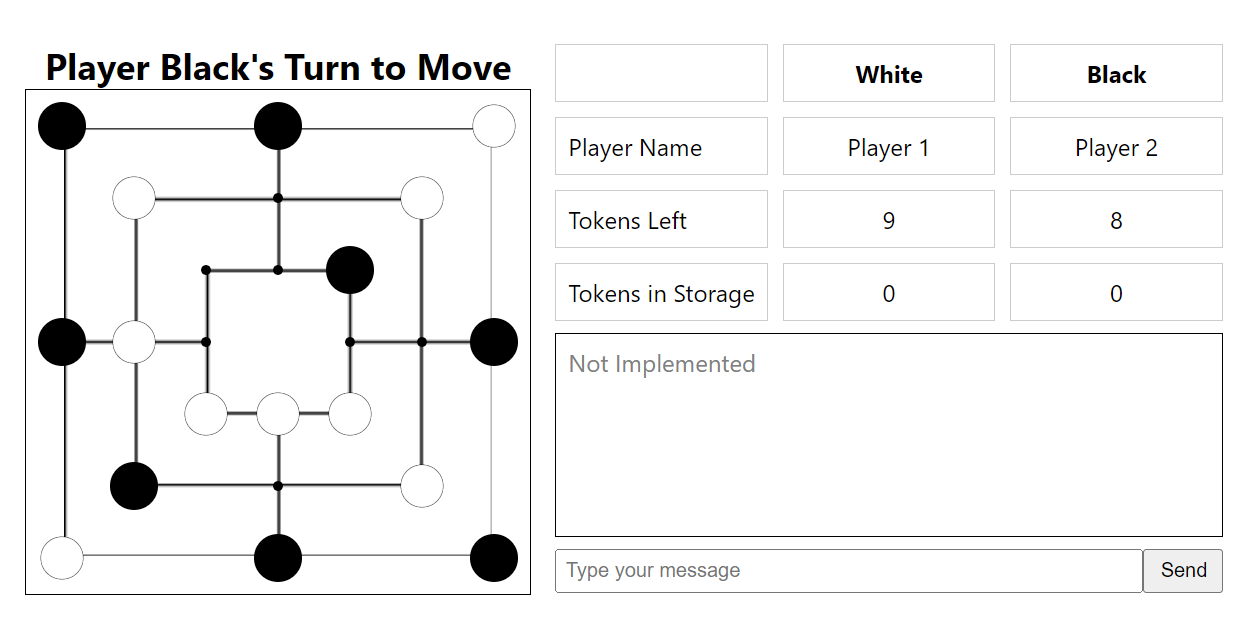 Player Black's Turn to Move
White Black
Player Name Player 1 Player 2
Tokens Left 9 8
Tokens in Storage 0 0
Not Implemented
Type your message Send